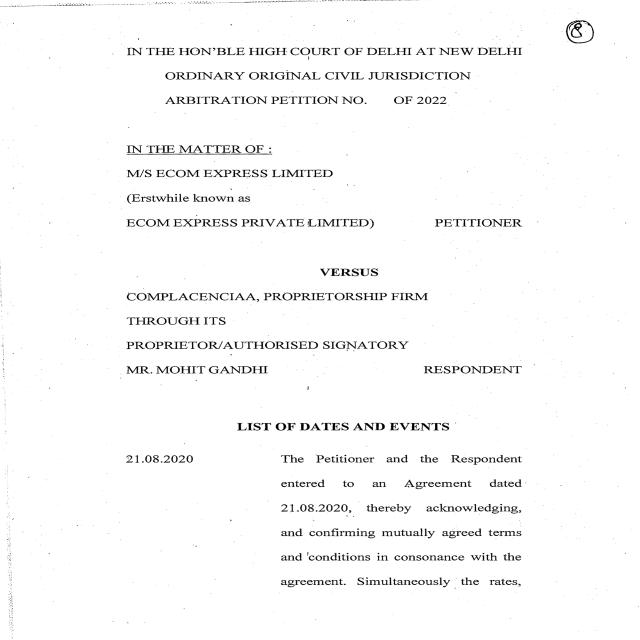 8
IN THE HON'BLE HIGH COURT OF DELHI AT NEW DELHI
ORDINARY ORIGINAL CIVIL JURISDICTION
ARBITRATION PETITION NO. OF 2022
IN THE MATTER OF :
M/S ECOM EXPRESS LIMITED
(Erstwhile known as
ECOM EXPRESS PRIVATE LIMITED) PETITIONER
VERSUS
COMPLACENCIAA, PROPRIETORSHIP FIRM
THROUGH ITS
PROPRIETOR/AUTHORISED SIGNATORY
MR. MOHIT GANDHI RESPONDENT
LIST OF DATES AND EVENTS
21.08.2020 The Petitioner and the Respondent
entered to an Agreement dated
21.08.2020, thereby acknowledging,
and confirming mutually agreed terms
and conditions in consonance with the
agreement. Simultaneously the rates,